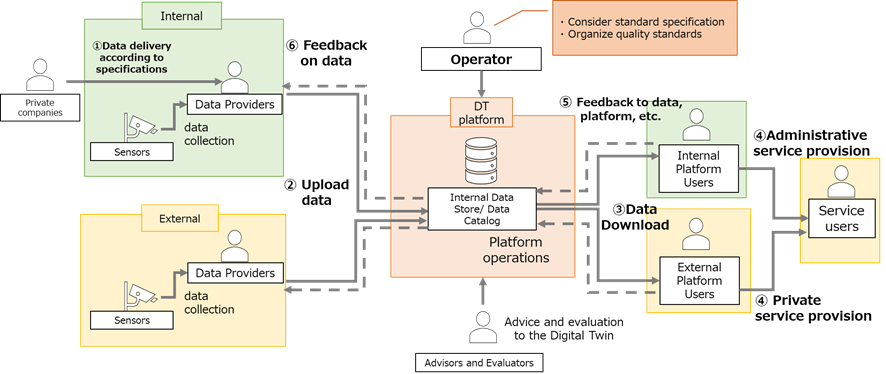 Internal
①Data delivery
according to
specifications
Private
companies
Data Providers
Sensors
data
collection
⑥ Feedback
on data
② Upload
data
External
Data Providers
Sensors
data
collection
Operator
・ Consider standard specification
・ Organize quality standards
DT
platform
Internal Data
Store/ Data
Catalog
Platform
operations
Advice and evaluation
to the Digital Twin
Advisors and Evaluators
⑤ Feedback to data,
platform, etc.
Internal
Platform
Users
③Data
Download
External
Platform
Users
④Administrative
service provision
Service
users
④ Private
service provision